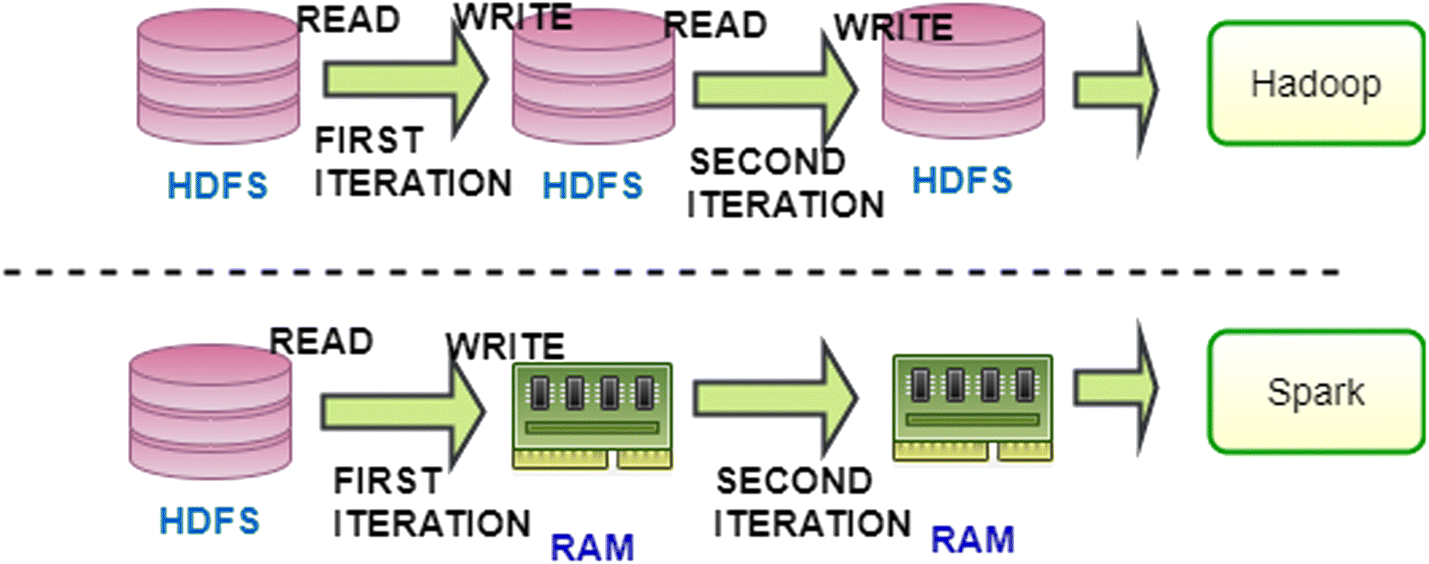 READ WRITE READ WRITE
Hadoop
FIRST
ITERATION
SECOND
ITERATION
HDFS HDFS HDFS
READ WRITE
Spark
FIRST
ITERATION
SECOND
ITERATION
HDFS RAM RAM